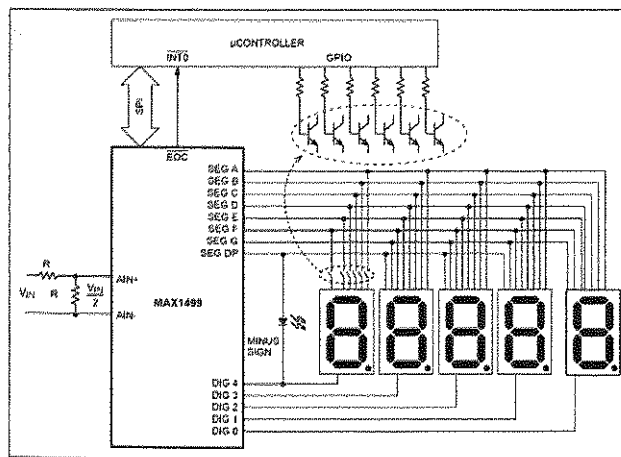 µCONTROLLER
INT0
GPIO
SPI
EOC
SEG A
SEG B
SEG C
SEG D
SEG E
SEG F
SEG G
SEG DP
R
AIN+
VIN
R
VIN
2
MAX1499
AIN-
MINUS
SIGN
DIG 4
DIG 3
DIG 2
DIG 1
DIG 0